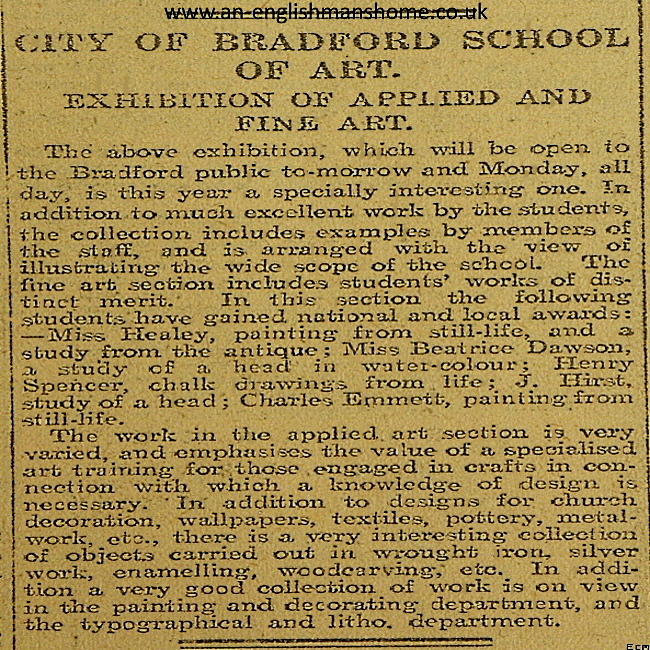 www.an-englishmanshome.co.uk
CITY OF BRADFORD SCHOOL
OF ART.
EXHIBITION OF APPLIED AND
FINE ART.
The above exhibition, which will be open to
the Bradford public to-morrow and Monday, all
day, is this year a specially interesting one. In
addition to much excellent work by the students,
the collection includes examples by members of
the staff, and is arranged with the view of
illustrating the wide scope of the school. The
fine art section includes students' works of dis-
tinct merit. In this section the following
students have gained national and local awards:
—Miss Healey, painting from still-life, and a
study from the antique; Miss Beatrice Dawson,
a study of a head in water-colour; Henry
Spencer, chalk drawings from life; J. Hirst,
study of a head; Charles Emmett, painting from
still-life.
The work in the applied art section is very
varied, and emphasises the value of a specialised
art training for those engaged in crafts in con-
nection with which a knowledge of design is
necessary. In addition to designs for church
decoration, wallpapers, textiles, pottery, metal-
work, etc., there is a very interesting collection
of objects carried out in wrought iron, silver
work, enamelling, woodcarving, etc. In addi-
tion a very good collection of work is on view
in the painting and decorating department, and
the typographical and litho. department.